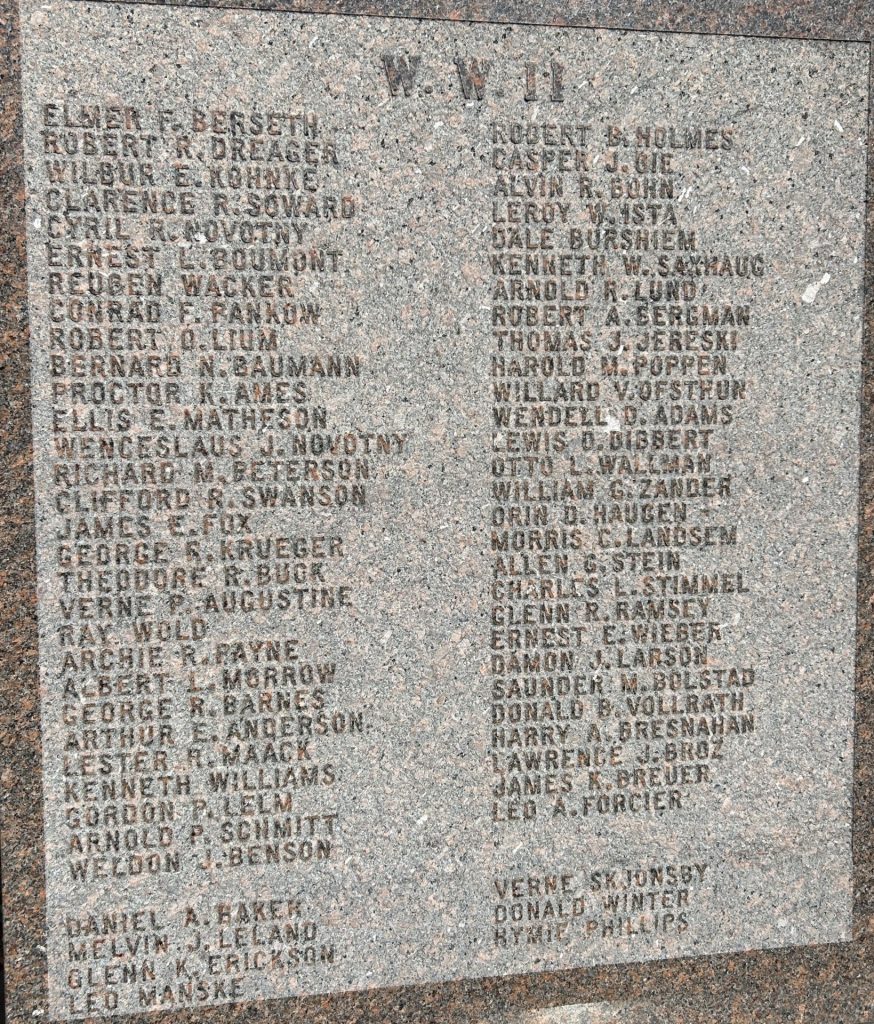 W. W. II
ELMER F. BERSETH
ROBERT R. DREAGER
WILBUR E. KOHNKE
CLARENCE R. SOWARD
CYRIL R. NOVOTNY
ERNEST L. BOUMONT
REUBEN WACKER
CONRAD F. PANKOW
ROBERT O. LIUM
BERNARD N. BAUMANN
PROCTOR K. AMES
ELLIS E. MATHESON
WENCESLAUS J. NOVOTNY
RICHARD M. PETERSON
CLIFFORD R. SWANSON
JAMES E. FOX
GEORGE KRUEGER
THEODORE R. BUCK
VERNE P. AUGUSTINE
RAY WOLD
ARCHIE R. PAYNE
ALBERT L. MORROW
GEORGE R. BARNES
ARTHUR E. ANDERSON
LESTER R. MAACK
KENNETH WILLIAMS
GORDON P. LELM
ARNOLD P. SCHMITT
WELDON J. BENSON
DANIEL A. BAKER
MELVIN J. LELAND
GLENN K. ERICKSON
LEO MANSKE
ROBERT B. HOLMES
CASPER J. OIE
ALVIN R. BOHN
LEROY W. ISTA
DALE BURSHIEM
KENNETH W. SAXHAUG
ARNOLD R. LUND
ROBERT A. BERGMAN
THOMAS J. JERESKI
HAROLD M. POPPEN
WILLARD V. OFSTHUN
WENDELL O. ADAMS
LEWIS D. DIBBERT
OTTO L. WALLMAN
WILLIAM G. ZANDER
ORIN D. HAUGEN
MORRIS C. LANDSEM
ALLEN G. STEIN
CHARLES L. STIMMEL
GLENN R. RAMSEY
ERNEST E. WIEBER
DAMON J. LARSON
SAUNDER M. BOLSTAD
DONALD B. VOLLRATH
HARRY A. BRESNAHAN
LAWRENCE J. BROZ
JAMES K. BREUER
LEO A. FORCIER
VERNE SKJONSBY
DONALD WINTER
HYMIE PHILLIPS